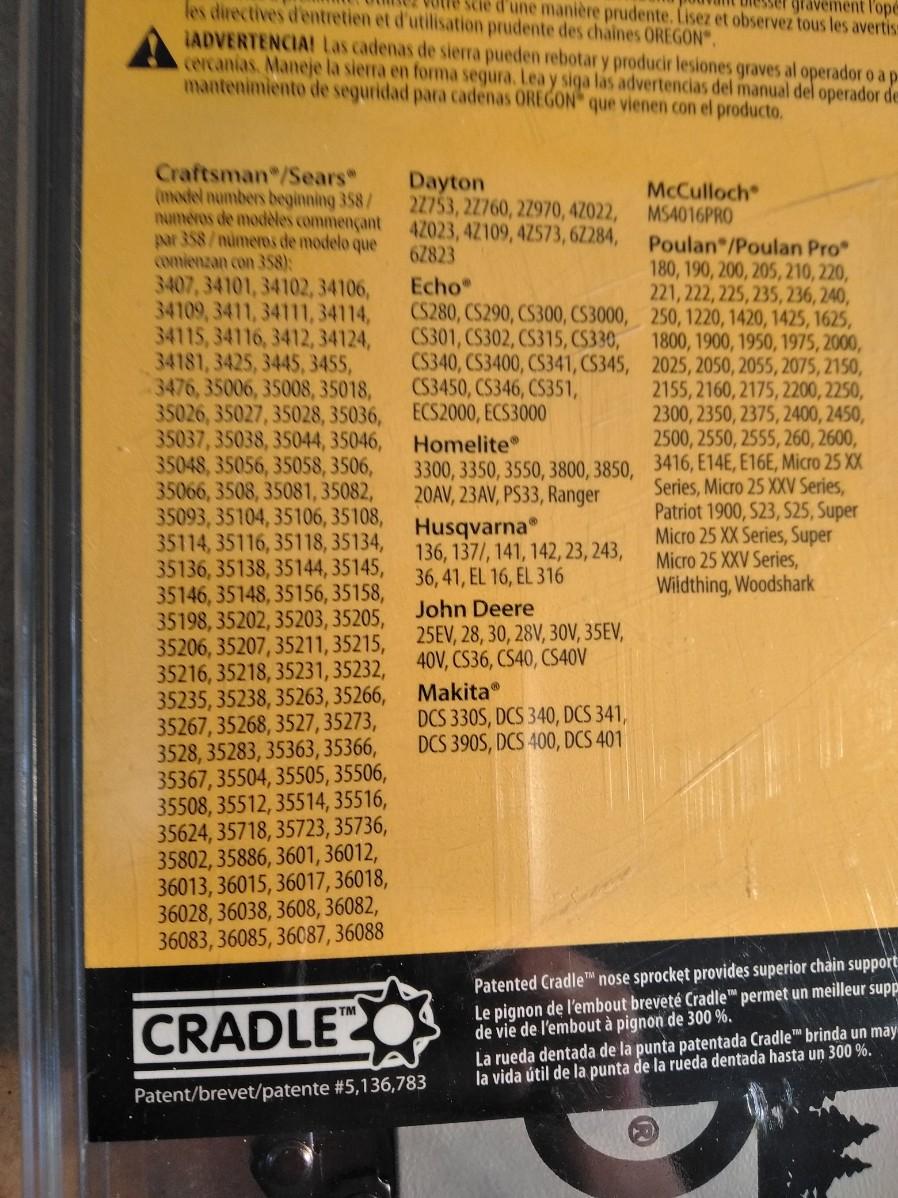 votre scie d'une manière prudente. Lisez et observez tous les avertis
les directives d'entretien et d'utilisation prudente des chaînes OREGON®.
¡ADVERTENCIA! Las cadenas de sierra pueden rebotar y producir lesiones graves al operador o a p
cercanías. Maneje la sierra en forma segura. Lea y siga las advertencias del manual del operador de
mantenimiento de seguridad para cadenas OREGON® que vienen con el producto.
Craftsman®/Sears®
(model numbers beginning 358 /
numéros de modèles commençant
par 358 / números de modelo que
comienzan con 358):
3407, 34101, 34102, 34106,
34109, 3411, 34111, 34114,
34115, 34116, 3412, 34124,
34181, 3425, 3445, 3455,
3476, 35006, 35008, 35018,
35026, 35027, 35028, 35036,
35037, 35038, 35044, 35046,
35048, 35056, 35058, 3506,
35066, 3508, 35081, 35082,
35093, 35104, 35106, 35108,
35114, 35116, 35118, 35134,
35136, 35138, 35144, 35145,
35146, 35148, 35156, 35158,
35198, 35202, 35203, 35205,
35206, 35207, 35211, 35215,
35216, 35218, 35231, 35232,
35235, 35238, 35263, 35266,
35267, 35268, 3527, 35273,
3528, 35283, 35363, 35366,
35367, 35504, 35505, 35506,
35508, 35512, 35514, 35516,
35624, 35718, 35723, 35736,
35802, 35886, 3601, 36012,
36013, 36015, 36017, 36018,
36028, 36038, 3608, 36082,
36083, 36085, 36087, 36088
Dayton
2Z753, 2Z760, 2Z970, 4Z022,
4Z023, 4Z109, 4Z573, 6Z284,
6Z823
Echo®
CS280, CS290, CS300, CS3000,
CS301, CS302, CS315, CS330,
CS340, CS3400, CS341, CS345,
CS3450, CS346, CS351,
ECS2000, ECS3000
Homelite®
3300, 3350, 3550, 3800, 3850,
20AV, 23AV, PS33, Ranger
Husqvarna®
136, 137/, 141, 142, 23, 243,
36, 41, EL 16, EL 316
John Deere
25EV, 28, 30, 28V, 30V, 35EV,
40V, CS36, CS40, CS40V
Makita®
DCS 330S, DCS 340, DCS 341,
DCS 390S, DCS 400, DCS 401
McCulloch®
MS4016PRO
Poulan®/Poulan Pro®
180, 190, 200, 205, 210, 220,
221, 222, 225, 235, 236, 240,
250, 1220, 1420, 1425, 1625,
1800, 1900, 1950, 1975, 2000,
2025, 2050, 2055, 2075, 2150,
2155, 2160, 2175, 2200, 2250,
2300, 2350, 2375, 2400, 2450,
2500, 2550, 2555, 260, 2600,
3416, E14E, E16E, Micro 25 XX
Series, Micro 25 XXV Series,
Patriot 1900, S23, S25, Super
Micro 25 XX Series, Super
Micro 25 XXV Series,
Wildthing, Woodshark
CRADLE™
Patent/brevet/patente #5,136,783
Patented Cradle™ nose sprocket provides superior chain support
Le pignon de l'embout breveté Cradle™ permet un meilleur supp
de vie de l'embout à pignon de 300 %.
La rueda dentada de la punta patentada Cradle™ brinda un may
la vida útil de la punta de la rueda dentada hasta un 300 %.
®